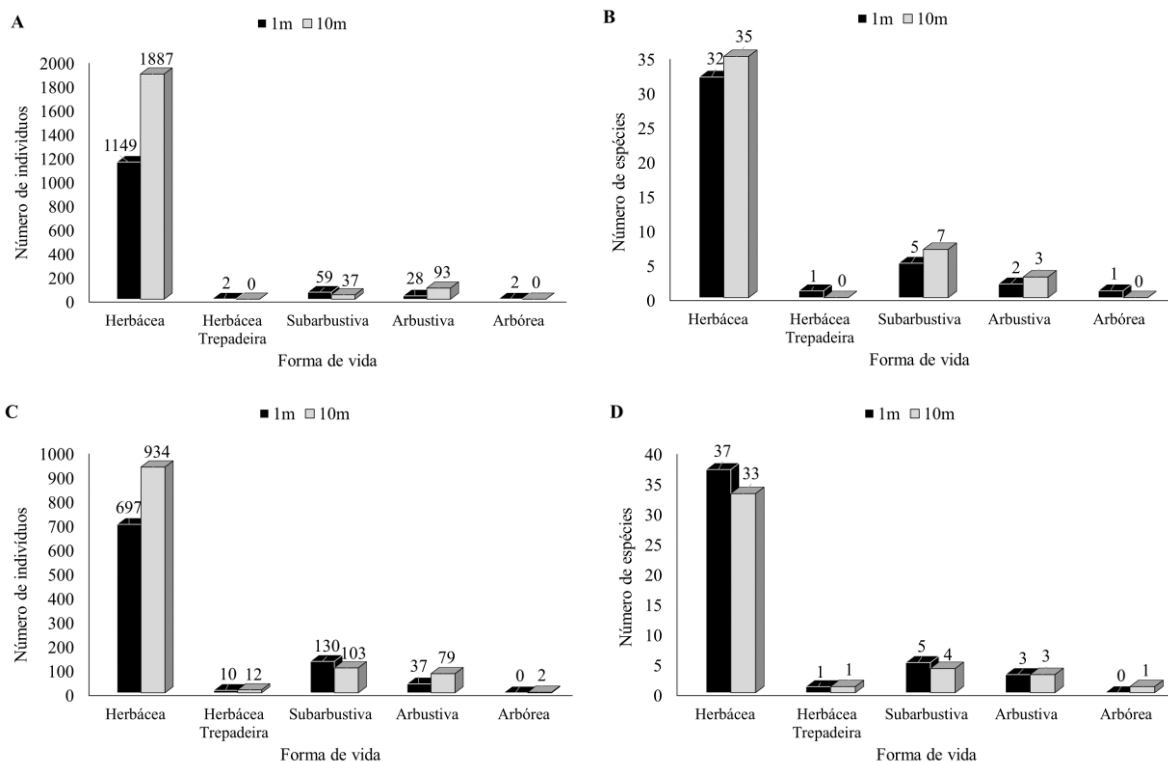 A
1m 10m
Número de indivíduos
2000
1800
1600
1400
1200
1000
800
600
400
200
0
1149
1887
2
0
59
37
28
93
2
0
Herbácea
Herbácea
Trepadeira
Subarbustiva
Arbustiva
Arbórea
Forma de vida
B
1m 10m
Número de espécies
35
30
25
20
15
10
5
0
32
35
1
0
5
7
2
3
1
0
Herbácea
Herbácea
Trepadeira
Subarbustiva
Arbustiva
Arbórea
Forma de vida
C
1m 10m
Número de indivíduos
1000
900
800
700
600
500
400
300
200
100
0
697
934
10
12
130
103
37
79
0
2
Herbácea
Herbácea
Trepadeira
Subarbustiva
Arbustiva
Arbórea
Forma de vida
D
1m 10m
Número de espécies
40
35
30
25
20
15
10
5
0
37
33
1
1
5
4
3
3
0
1
Herbácea
Herbácea
Trepadeira
Subarbustiva
Arbustiva
Arbórea
Forma de vida